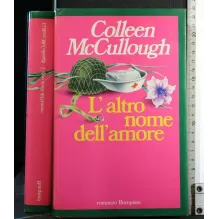 Colleen
McCullough
L'altro
nome
dell'amore
romanzo Bompiani